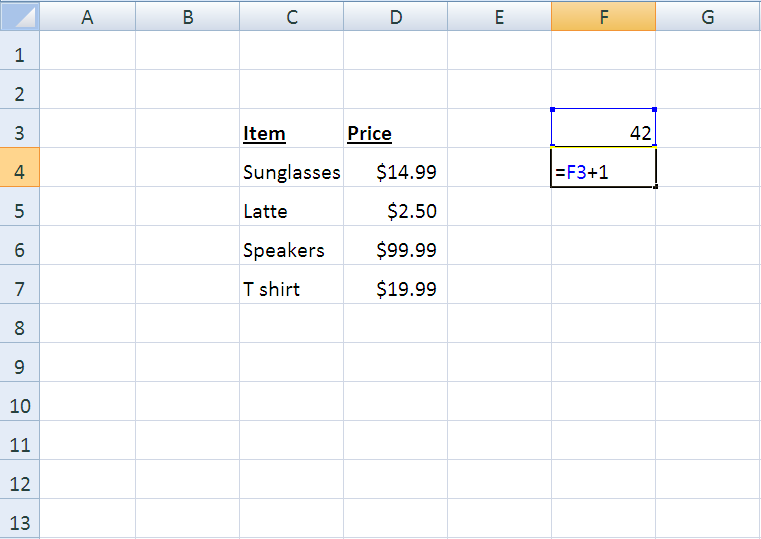 A B C D E F G
1
2
3 Item Price 42
4 Sunglasses $14.99 =F3+1
5 Latte $2.50
6 Speakers $99.99
7 T shirt $19.99
8
9
10
11
12
13